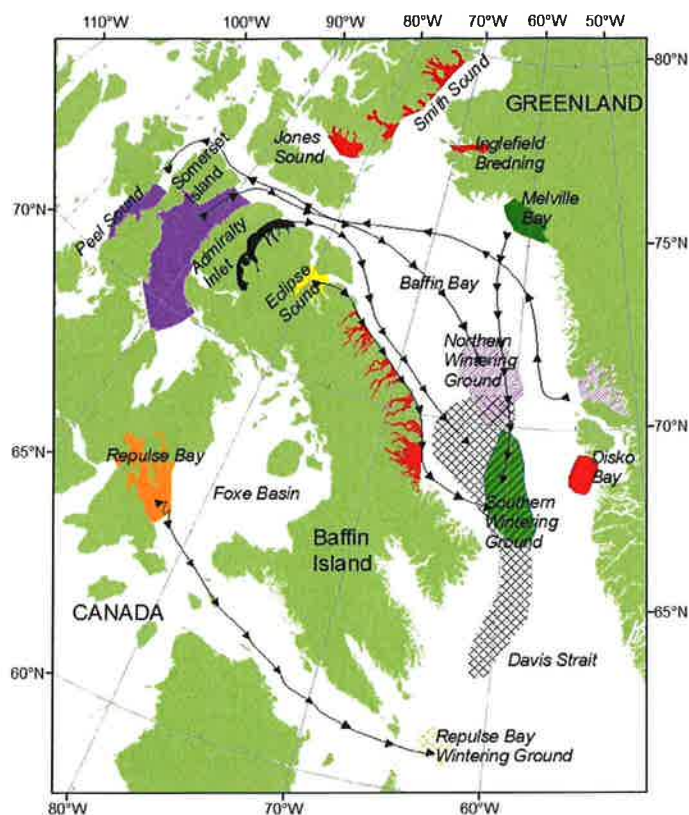 110°W
100°W
90°W
80°W
70°W
60°W
50°W
80°N
Smith Sound
GREENLAND
Jones
Sound
Inglefield
Bredning
Somerset
Island
Peel Sound
Melville
Bay
70°N
75°N
Admiralty
Inlet
Eclipse
Sound
Baffin Bay
Northern
Wintering
Ground
65°N
70°N
Repulse Bay
Disko
Bay
Foxe Basin
Southern
Wintering
Ground
Baffin
Island
CANADA
65°N
60°N
Davis Strait
Repulse Bay
Wintering Ground
80°W
70°W
60°W